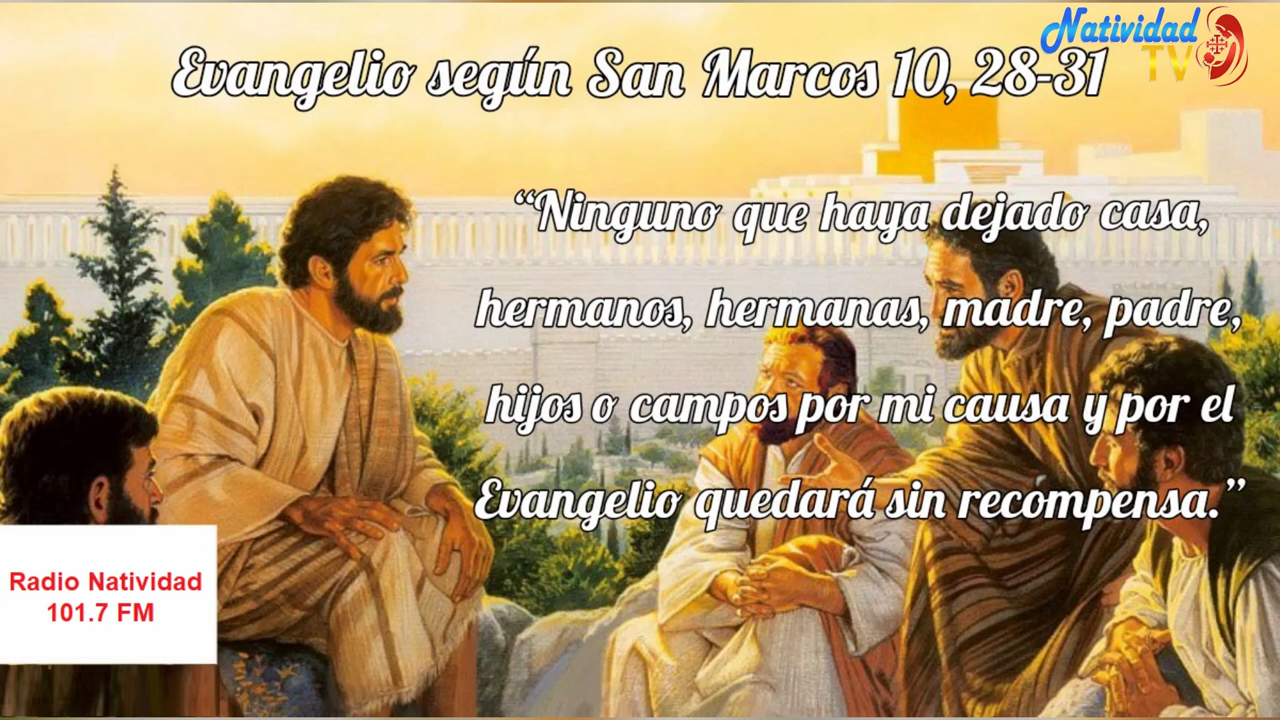 Natividad
TV
Evangelio según San Marcos 10, 28-31
“Ninguno que haya dejado casa,
hermanos, hermanas, madre, padre,
hijos o campos por mi causa y por el
Evangelio quedará sin recompensa.”
Radio Natividad
101.7 FM